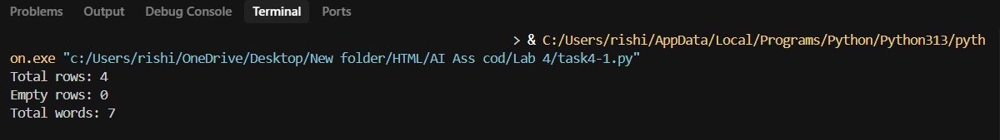 Problems Output Debug Console Terminal Ports
> & C:/Users/rishi/AppData/Local/Programs/Python/Python313/pyth
on.exe "c:/Users/rishi/OneDrive/Desktop/New folder/HTML/AI Ass cod/Lab 4/task4-1.py"
Total rows: 4
Empty rows: 0
Total words: 7